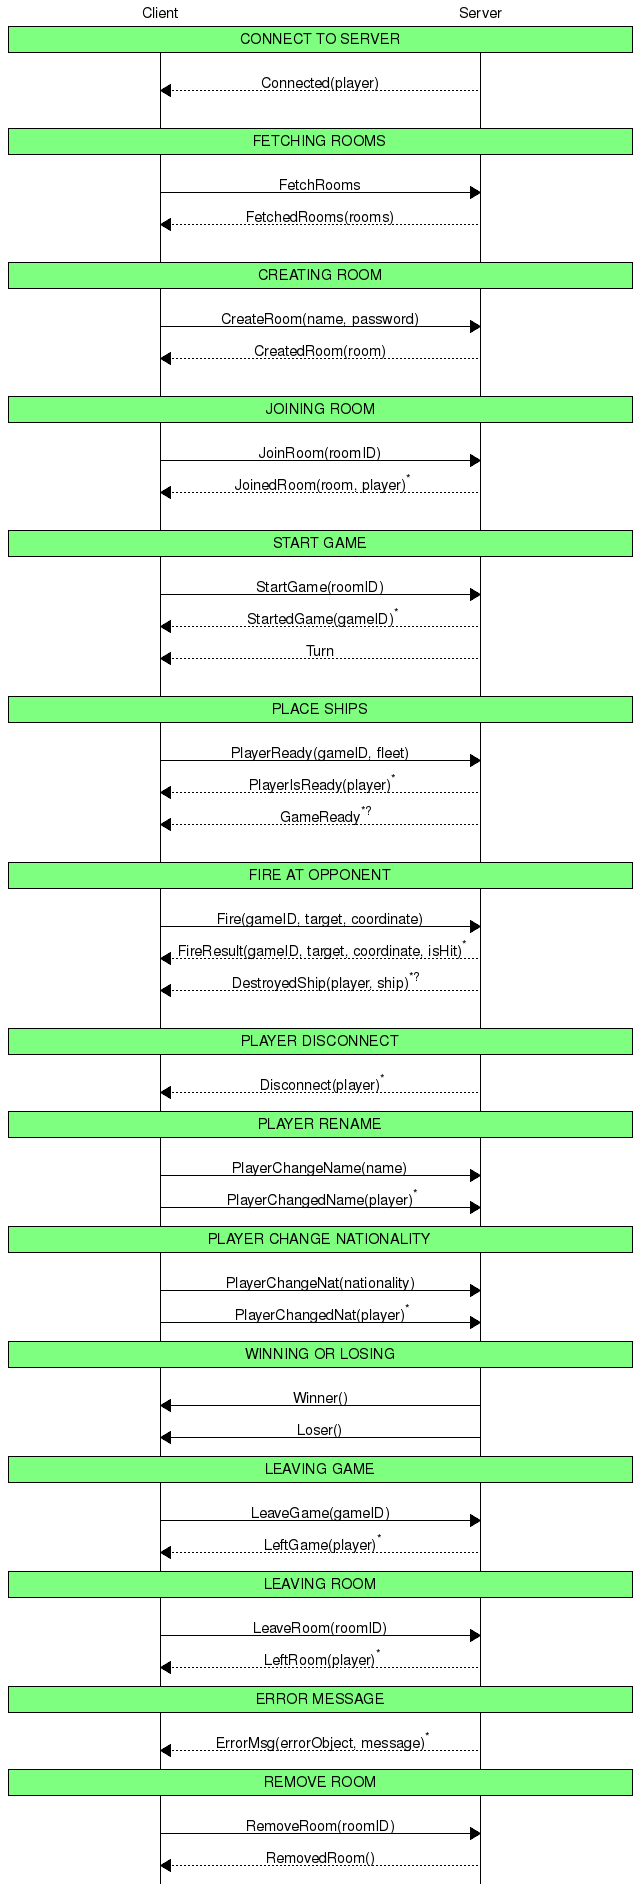 Client Server
CONNECT TO SERVER
Connected(player)
FETCHING ROOMS
FetchRooms
FetchedRooms(rooms)
CREATING ROOM
CreateRoom(name, password)
CreatedRoom(room)
JOINING ROOM
JoinRoom(roomID)
JoinedRoom(room, player)*
START GAME
StartGame(roomID)
StartedGame(gameID)*
Turn
PLACE SHIPS
PlayerReady(gameID, fleet)
PlayerIsReady(player)*
GameReady*?
FIRE AT OPPONENT
Fire(gameID, target, coordinate)
FireResult(gameID, target, coordinate, isHit)*
DestroyedShip(player, ship)*?
PLAYER DISCONNECT
Disconnect(player)*
PLAYER RENAME
PlayerChangeName(name)
PlayerChangedName(player)*
PLAYER CHANGE NATIONALITY
PlayerChangeNat(nationality)
PlayerChangedNat(player)*
WINNING OR LOSING
Winner()
Loser()
LEAVING GAME
LeaveGame(gameID)
LeftGame(player)*
LEAVING ROOM
LeaveRoom(roomID)
LeftRoom(player)*
ERROR MESSAGE
ErrorMsg(errorObject, message)*
REMOVE ROOM
RemoveRoom(roomID)
RemovedRoom()